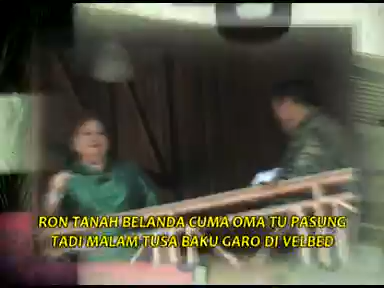 RON TANAH BELANDA CUMA OMA TU PASUNG
TADI MALAM TUSA BAKU GARO DI VELBED